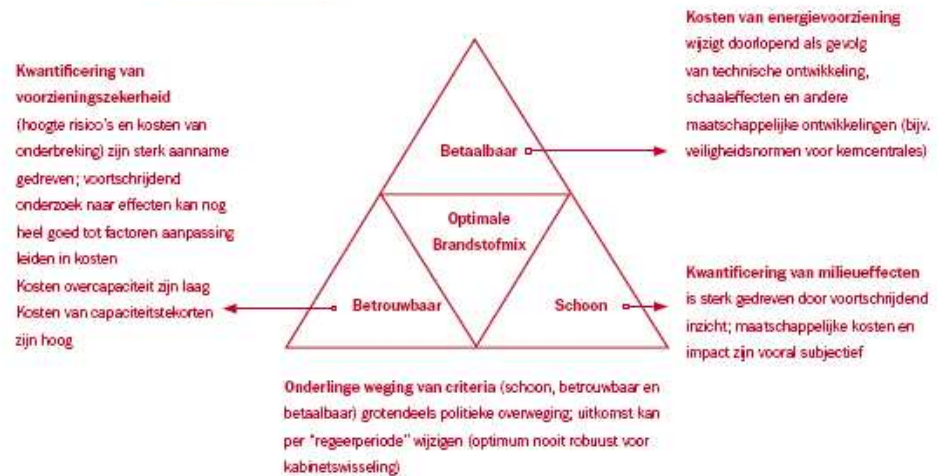 Kwantificering van
voorzieningszekerheid
(hoogte risico's en kosten van
onderbreking) zijn sterk aanname
gedreven; voortschrijdend
onderzoek naar effecten kan nog
heel goed tot factoren aanpassing
leiden in kosten
Kosten overcapaciteit zijn laag
Kosten van capaciteitstekorten
zijn hoog
Betaalbaar
Optimale
Brandstofmix
Betrouwbaar
Schoon
Kosten van energievoorziening
wijzigt doorlopend als gevolg
van technische ontwikkeling,
schaaleffecten en andere
maatschappelijke ontwikkelingen (bijv.
veiligheidsnormen voor kerncentrales)
Kwantificering van milieueffecten
is sterk gedreven door voortschrijdend
inzicht; maatschappelijke kosten en
impact zijn vooral subjectief
Onderlinge weging van criteria (schoon, betrouwbaar en
betaalbaar) grotendeels politieke overweging; uitkomst kan
per "regeerperiode" wijzigen (optimum nooit robuust voor
kabinetswisseling)